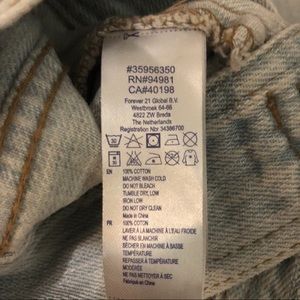 #35956350
RN#94981
CA#40198
Forever 21 Global B.V.
Westbroek 64-66
4822 ZW Breda
The Netherlands
Registration Nbr 34386700
EN 100% COTTON
MACHINE WASH COLD
DO NOT BLEACH
TUMBLE DRY, LOW
IRON LOW
DO NOT DRY CLEAN
Made in China
FR 100% COTTON
LAVER À LA MACHINE À L'EAU FROIDE
NE PAS BLANCHIR
SÉCHER EN MACHINE À BASSE
TEMPÉRATURE
REPASSER À TEMPÉRATURE
MODÉRÉE
NE PAS NETTOYER À SEC
Fabriqué en China